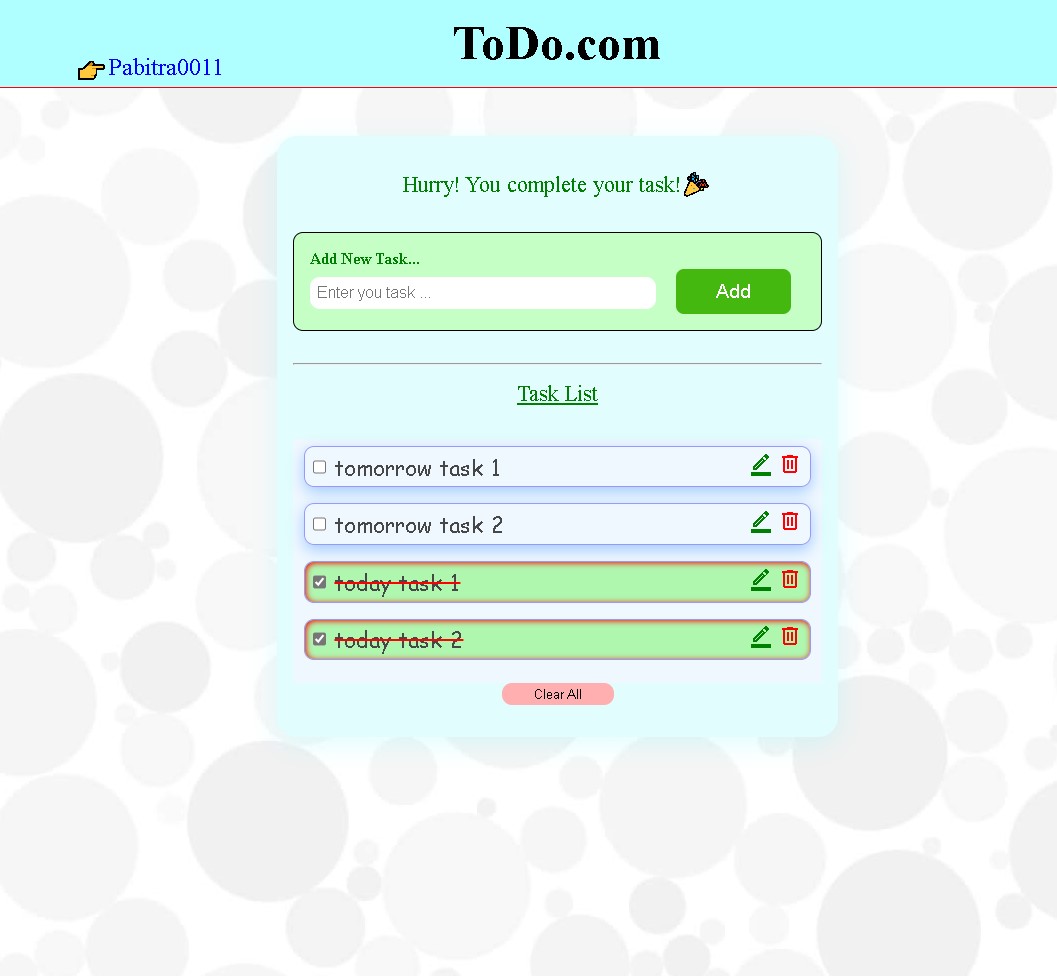 ToDo.com
👉Pabitra0011
Hurry! You complete your task!🎉
Add New Task...
Enter you task ...
Add
Task List
tomorrow task 1
tomorrow task 2
today task 1
today task 2
Clear All